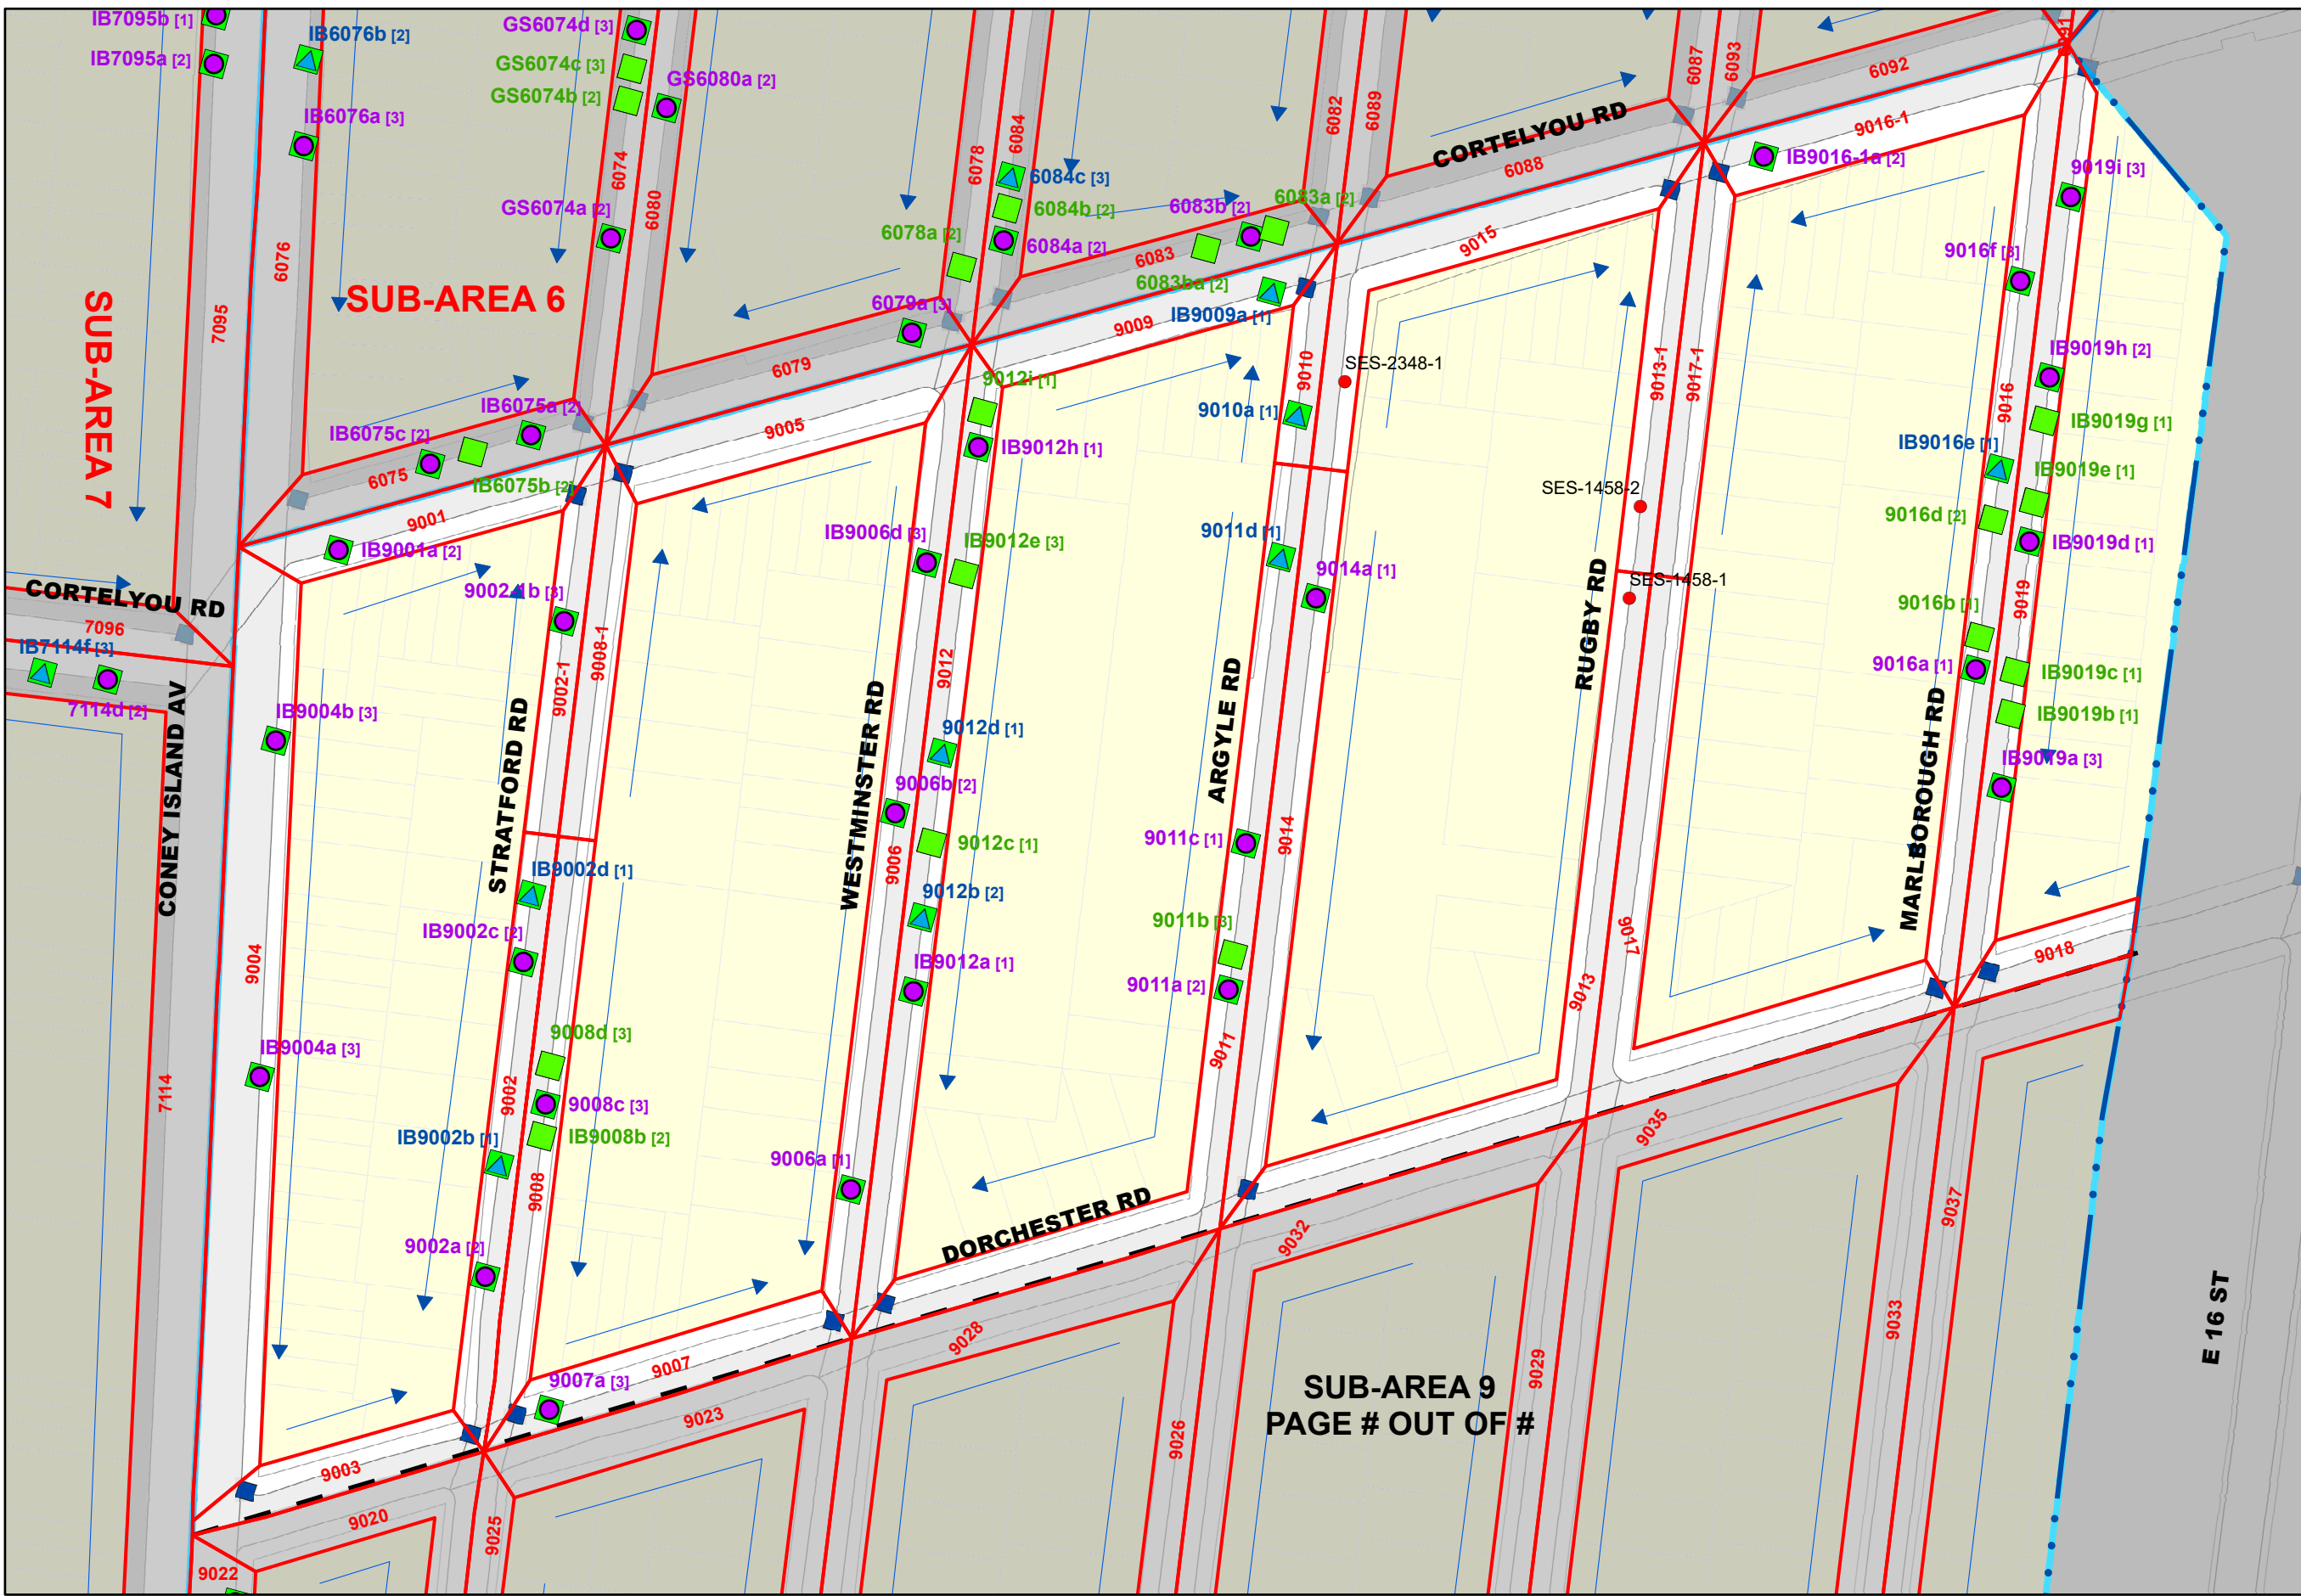 IB7095b [1]
IB7095a [2]
IB6076b [2]
IB6076a [3]
GS6074d [3]
GS6074c [3]
GS6074b [2]
GS6080a [2]
GS6074a [2]
6074
6080
6078
6084
6084c [3]
6084b [2]
6084a [2]
6078a [2]
6082
6089
6087
6093
6092
CORTELYOU RD
6088
9016-1
IB9016-1a [2]
9019i [3]
9016f [3]
6083b [2]
6083a [2]
6083
6083ba [2]
IB9009a [1]
9015
6076
7095
SUB-AREA 6
SUB-AREA 7
6079a [3]
6079
9009
9005
9012i [1]
IB9012h [1]
9010
9010a [1]
SES-2348-1
9013-1
9017-1
9016
IB9019h [2]
IB9019g [1]
IB9016e [1]
IB9019e [1]
9016d [2]
IB9019d [1]
SES-1458-2
SES-1458-1
IB6075a [2]
IB6075c [2]
6075
IB6075b [2]
9001
IB9001a [2]
IB9006d [3]
IB9012e [3]
9011d [1]
9014a [1]
CORTELYOU RD
7096
IB7114f [3]
7114d [2]
9002-1b [3]
9002-1
9008-1
9012
RUGBY RD
9019
9016b [1]
9016a [1]
IB9019c [1]
IB9019b [1]
IB9019a [3]
IB9004b [3]
CONEY ISLAND AV
STRATFORD RD
WESTMINSTER RD
ARGYLE RD
MARLBOROUGH RD
9012d [1]
9006b [2]
9006
9012c [1]
9012b [2]
IB9012a [1]
9011c [1]
9014
9011b [3]
9011a [2]
IB9002d [1]
IB9002c [2]
9004
9017
9013
9018
7114
IB9004a [3]
9008d [3]
9008c [3]
IB9008b [2]
9002
IB9002b [1]
9008
9011
9006a [1]
9002a [2]
DORCHESTER RD
9032
9035
9037
9033
9029
E 16 ST
9007
9007a [3]
9028
SUB-AREA 9
PAGE # OUT OF #
9023
9026
9003
9020
9025
9022